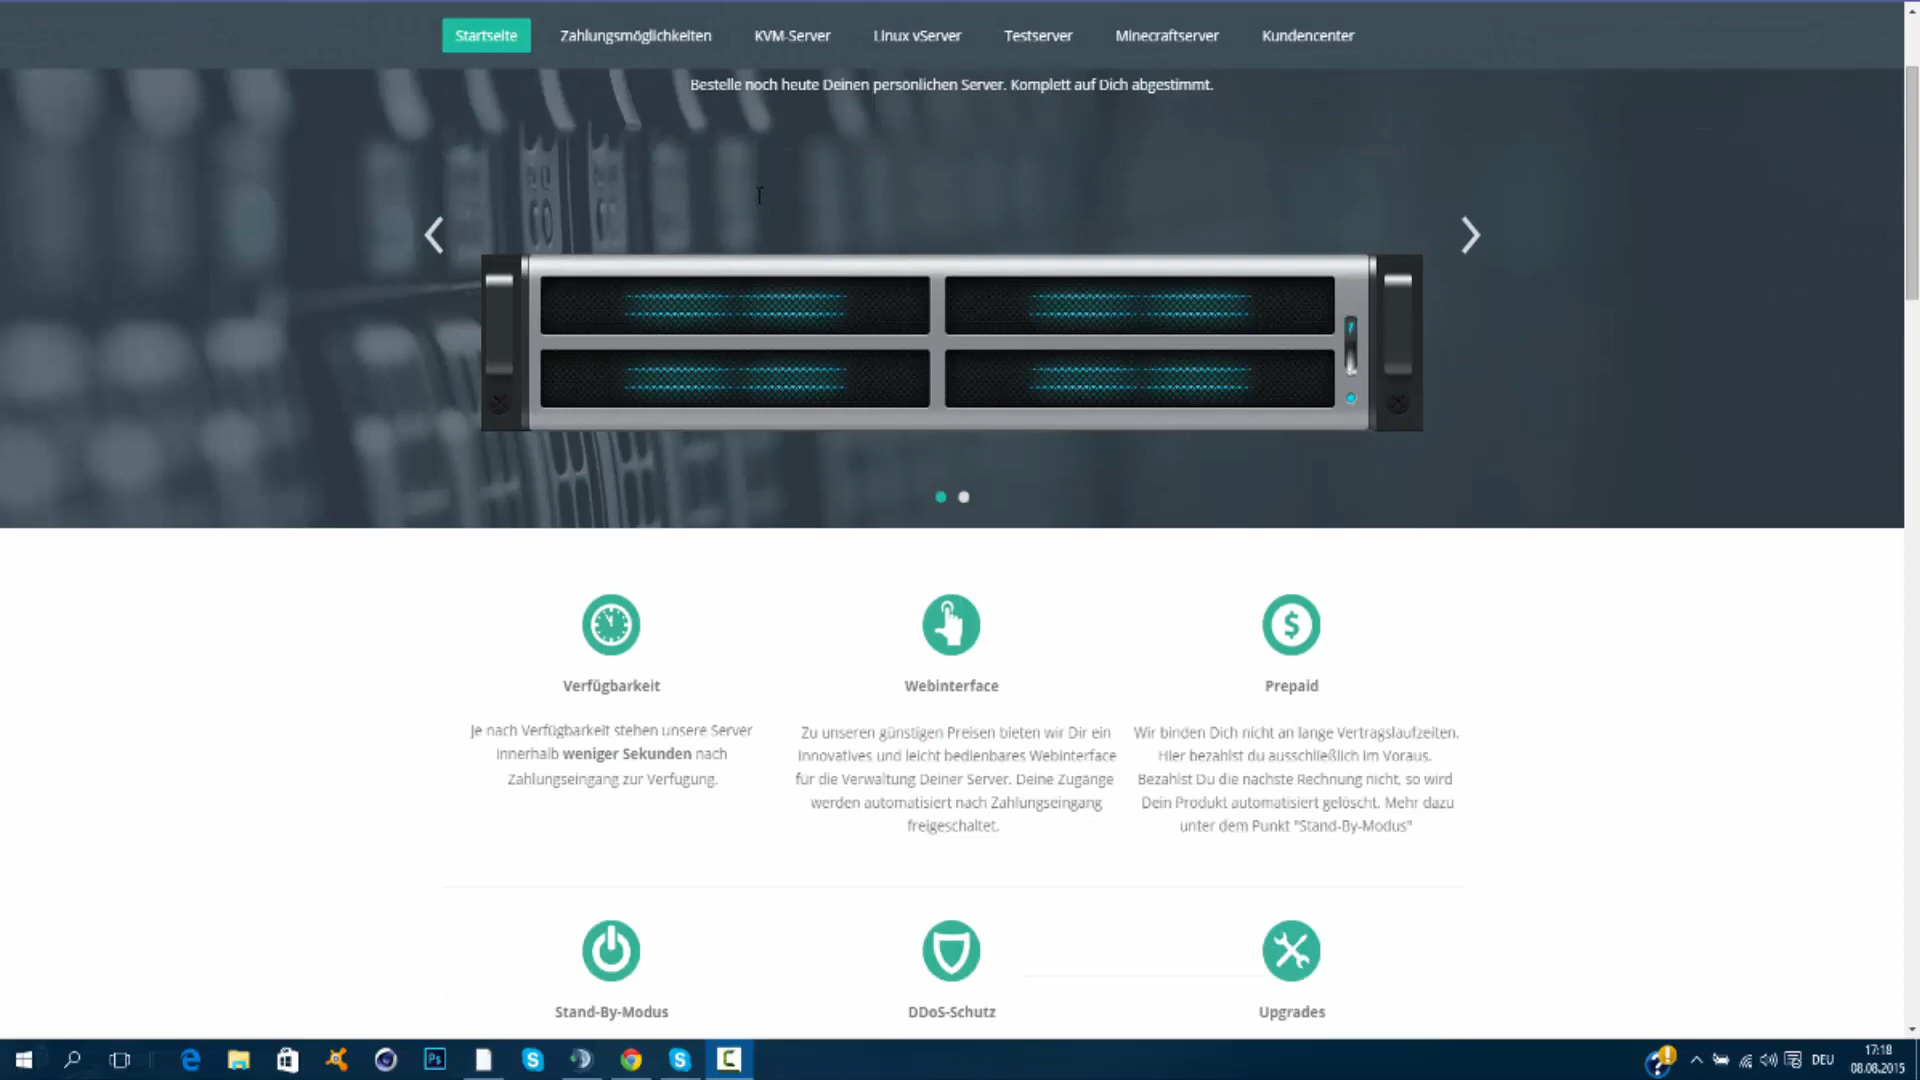 Startseite Zahlungsmöglichkeiten KVM-Server Linux vServer Testserver Minecraftserver Kundencenter
Bestelle noch heute Deinen persönlichen Server. Komplett auf Dich abgestimmt.
Verfügbarkeit
Je nach Verfügbarkeit stehen unsere Server
innerhalb weniger Sekunden nach
Zahlungseingang zur Verfügung.
Webinterface
Zu unseren günstigen Preisen bieten wir Dir ein
innovatives und leicht bedienbares Webinterface
für die Verwaltung Deiner Server. Deine Zugänge
werden automatisiert nach Zahlungseingang
freigeschaltet.
Prepaid
Wir binden Dich nicht an lange Vertragslaufzeiten.
Hier bezahlst du ausschließlich im Voraus.
Bezahlst Du die nächste Rechnung nicht, so wird
Dein Produkt automatisiert gelöscht. Mehr dazu
unter dem Punkt "Stand-By-Modus"
Stand-By-Modus
DDoS-Schutz
Upgrades
Ps
DEU
17:18
08.08.2015